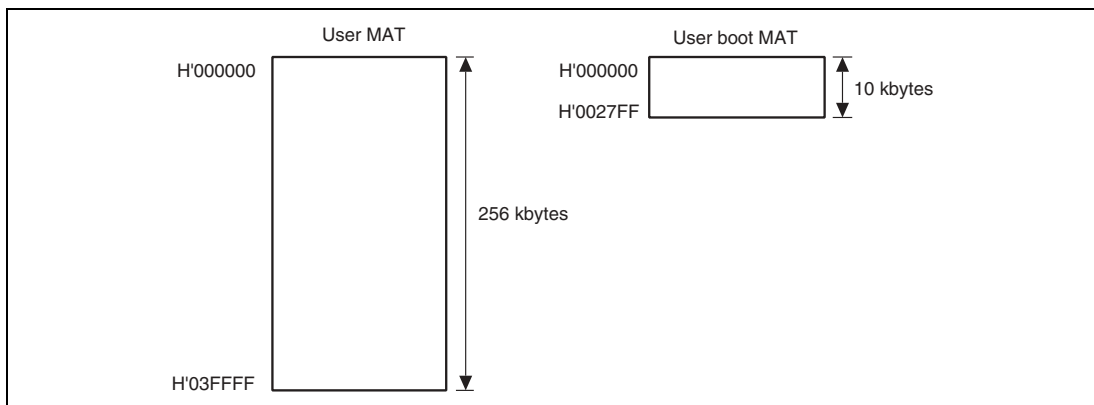 User MAT
H'000000
256 kbytes
H'03FFFF
User boot MAT
H'000000
10 kbytes
H'0027FF